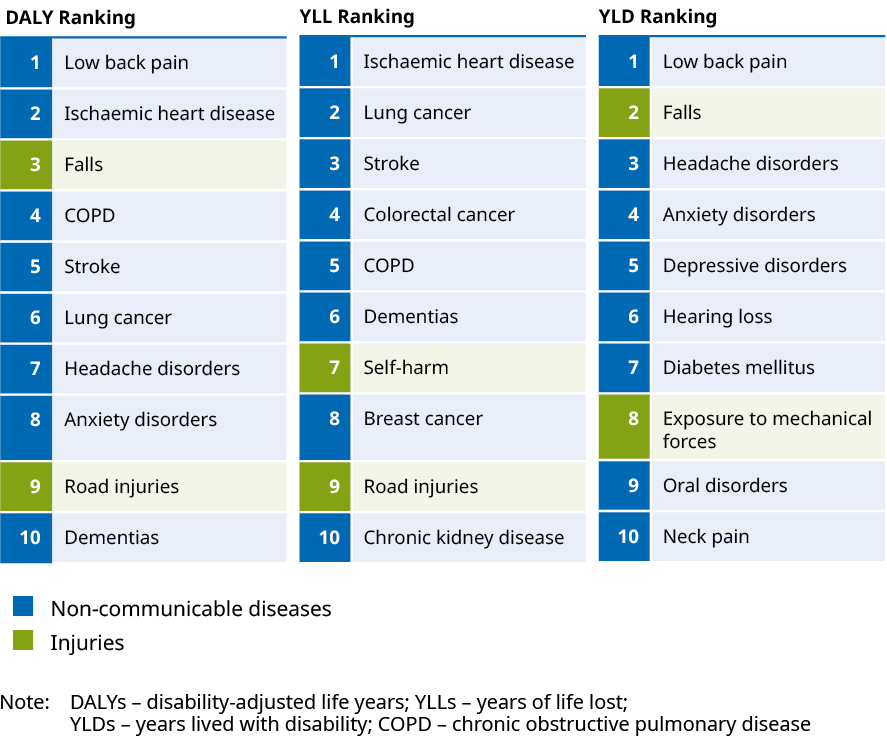 DALY Ranking
1 Low back pain
2 Ischaemic heart disease
3 Falls
4 COPD
5 Stroke
6 Lung cancer
7 Headache disorders
8 Anxiety disorders
9 Road injuries
10 Dementias
YLL Ranking
1 Ischaemic heart disease
2 Lung cancer
3 Stroke
4 Colorectal cancer
5 COPD
6 Dementias
7 Self-harm
8 Breast cancer
9 Road injuries
10 Chronic kidney disease
YLD Ranking
1 Low back pain
2 Falls
3 Headache disorders
4 Anxiety disorders
5 Depressive disorders
6 Hearing loss
7 Diabetes mellitus
8 Exposure to mechanical
forces
9 Oral disorders
10 Neck pain
Non-communicable diseases
Injuries
Note: DALYs – disability-adjusted life years; YLLs – years of life lost;
YLDs – years lived with disability; COPD – chronic obstructive pulmonary disease